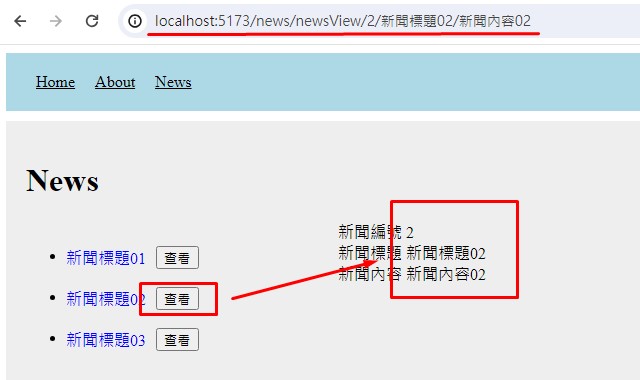 localhost:5173/news/newsView/2/新聞標題02/新聞內容02
Home About News
News
新聞標題01 查看
新聞標題02 查看
新聞標題03 查看
新聞編號 2
新聞標題 新聞標題02
新聞內容 新聞內容02